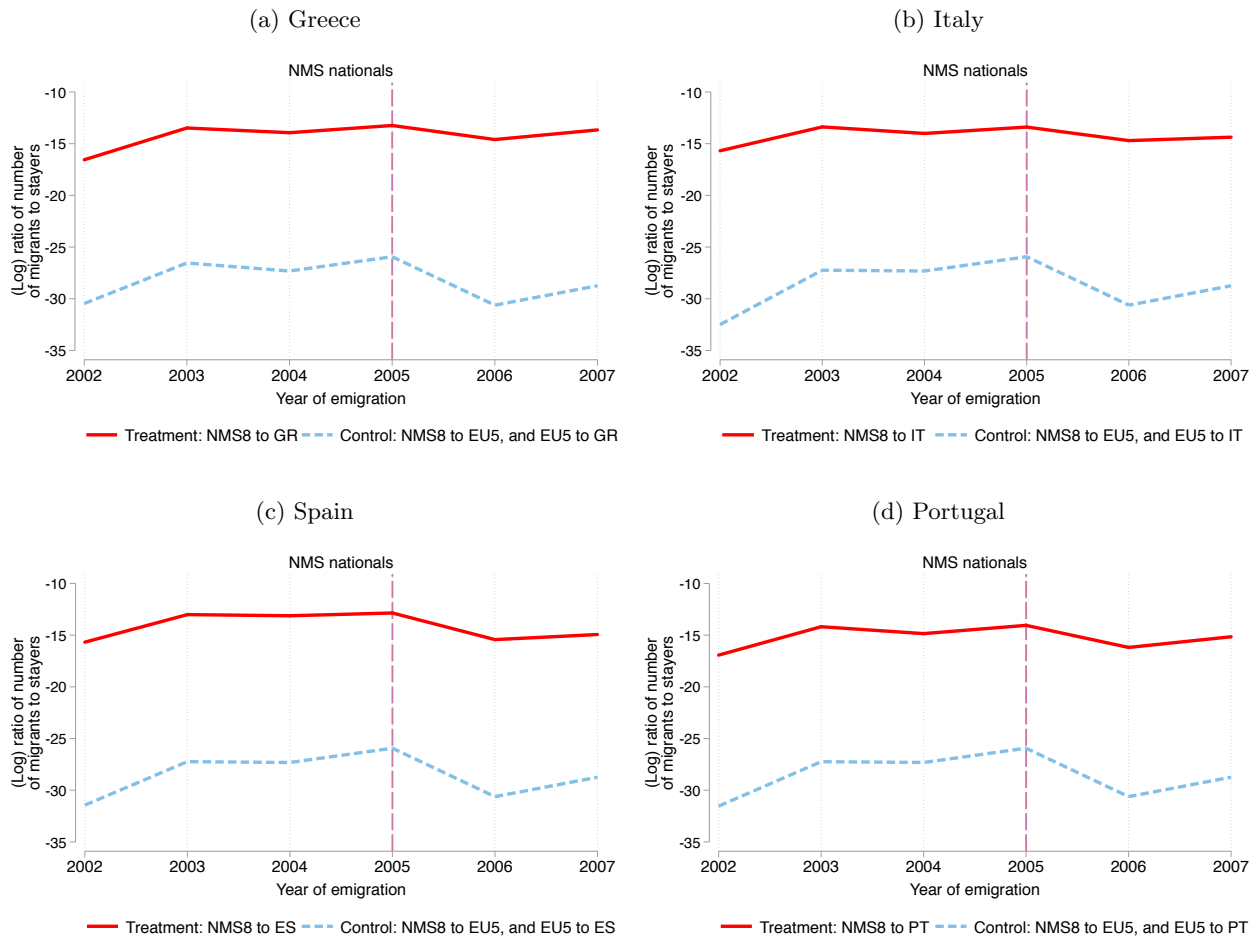 (a) Greece
NMS nationals
(Log) ratio of number
of migrants to stayers
-10
-15
-20
-25
-30
-35
2002 2003 2004 2005 2006 2007
Year of emigration
Treatment: NMS8 to GR Control: NMS8 to EU5, and EU5 to GR
(b) Italy
NMS nationals
(Log) ratio of number
of migrants to stayers
-10
-15
-20
-25
-30
-35
2002 2003 2004 2005 2006 2007
Year of emigration
Treatment: NMS8 to IT Control: NMS8 to EU5, and EU5 to IT
(c) Spain
NMS nationals
(Log) ratio of number
of migrants to stayers
-10
-15
-20
-25
-30
-35
2002 2003 2004 2005 2006 2007
Year of emigration
Treatment: NMS8 to ES Control: NMS8 to EU5, and EU5 to ES
(d) Portugal
NMS nationals
(Log) ratio of number
of migrants to stayers
-10
-15
-20
-25
-30
-35
2002 2003 2004 2005 2006 2007
Year of emigration
Treatment: NMS8 to PT Control: NMS8 to EU5, and EU5 to PT